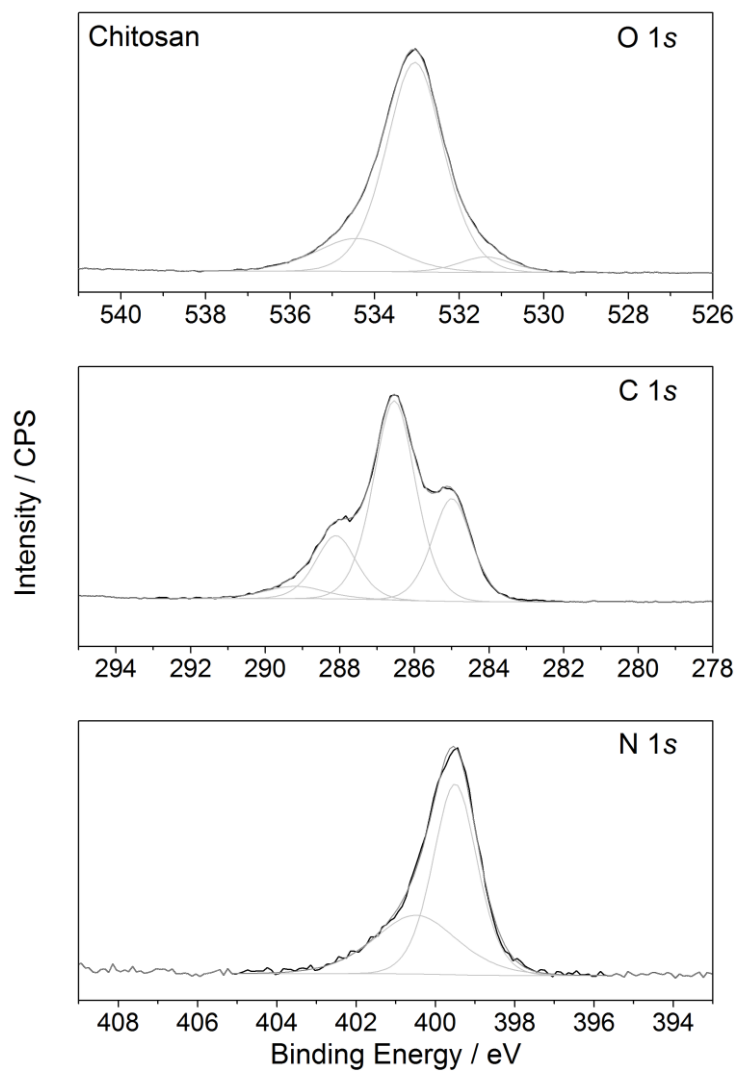 Chitosan O 1s
540 538 536 534 532 530 528 526
C 1s
Intensity / CPS
294 292 290 288 286 284 282 280 278
N 1s
408 406 404 402 400 398 396 394
Binding Energy / eV